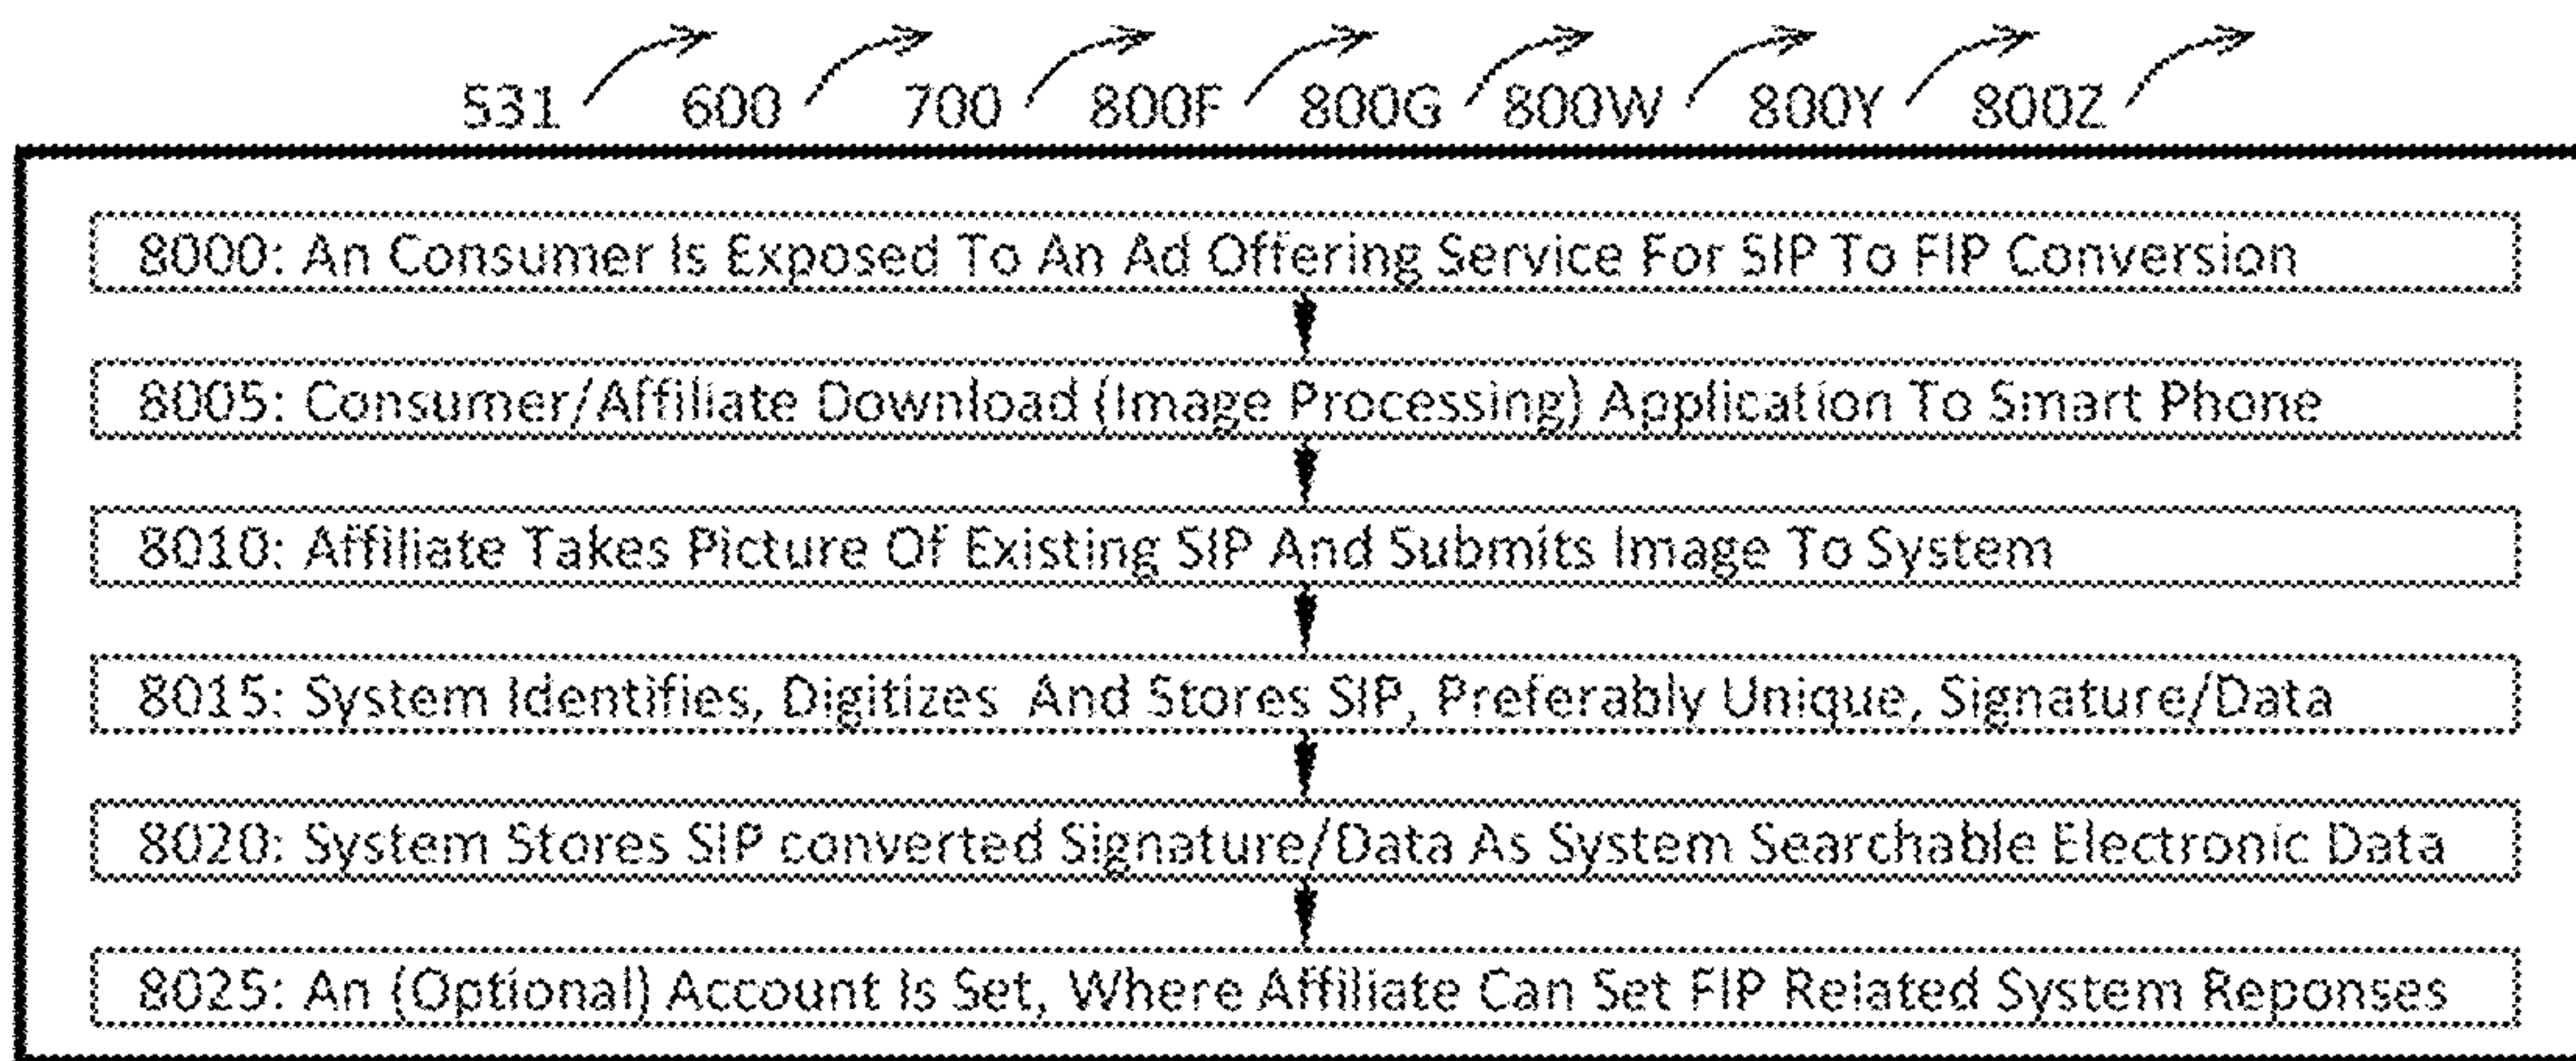 531 600 700 800F 800G 800W 800Y 800Z
8000: An Consumer Is Exposed To An Ad Offering Service For SIP To FIP Conversion
8005: Consumer/Affiliate Download (Image Processing) Application To Smart Phone
8010: Affiliate Takes Picture Of Existing SIP And Submits Image To System
8015: System Identifies, Digitizes And Stores SIP, Preferably Unique, Signature/Data
8020: System Stores SIP converted Signature/Data As System Searchable Electronic Data
8025: An (Optional) Account Is Set, Where Affiliate Can Set FIP Related System Reponses